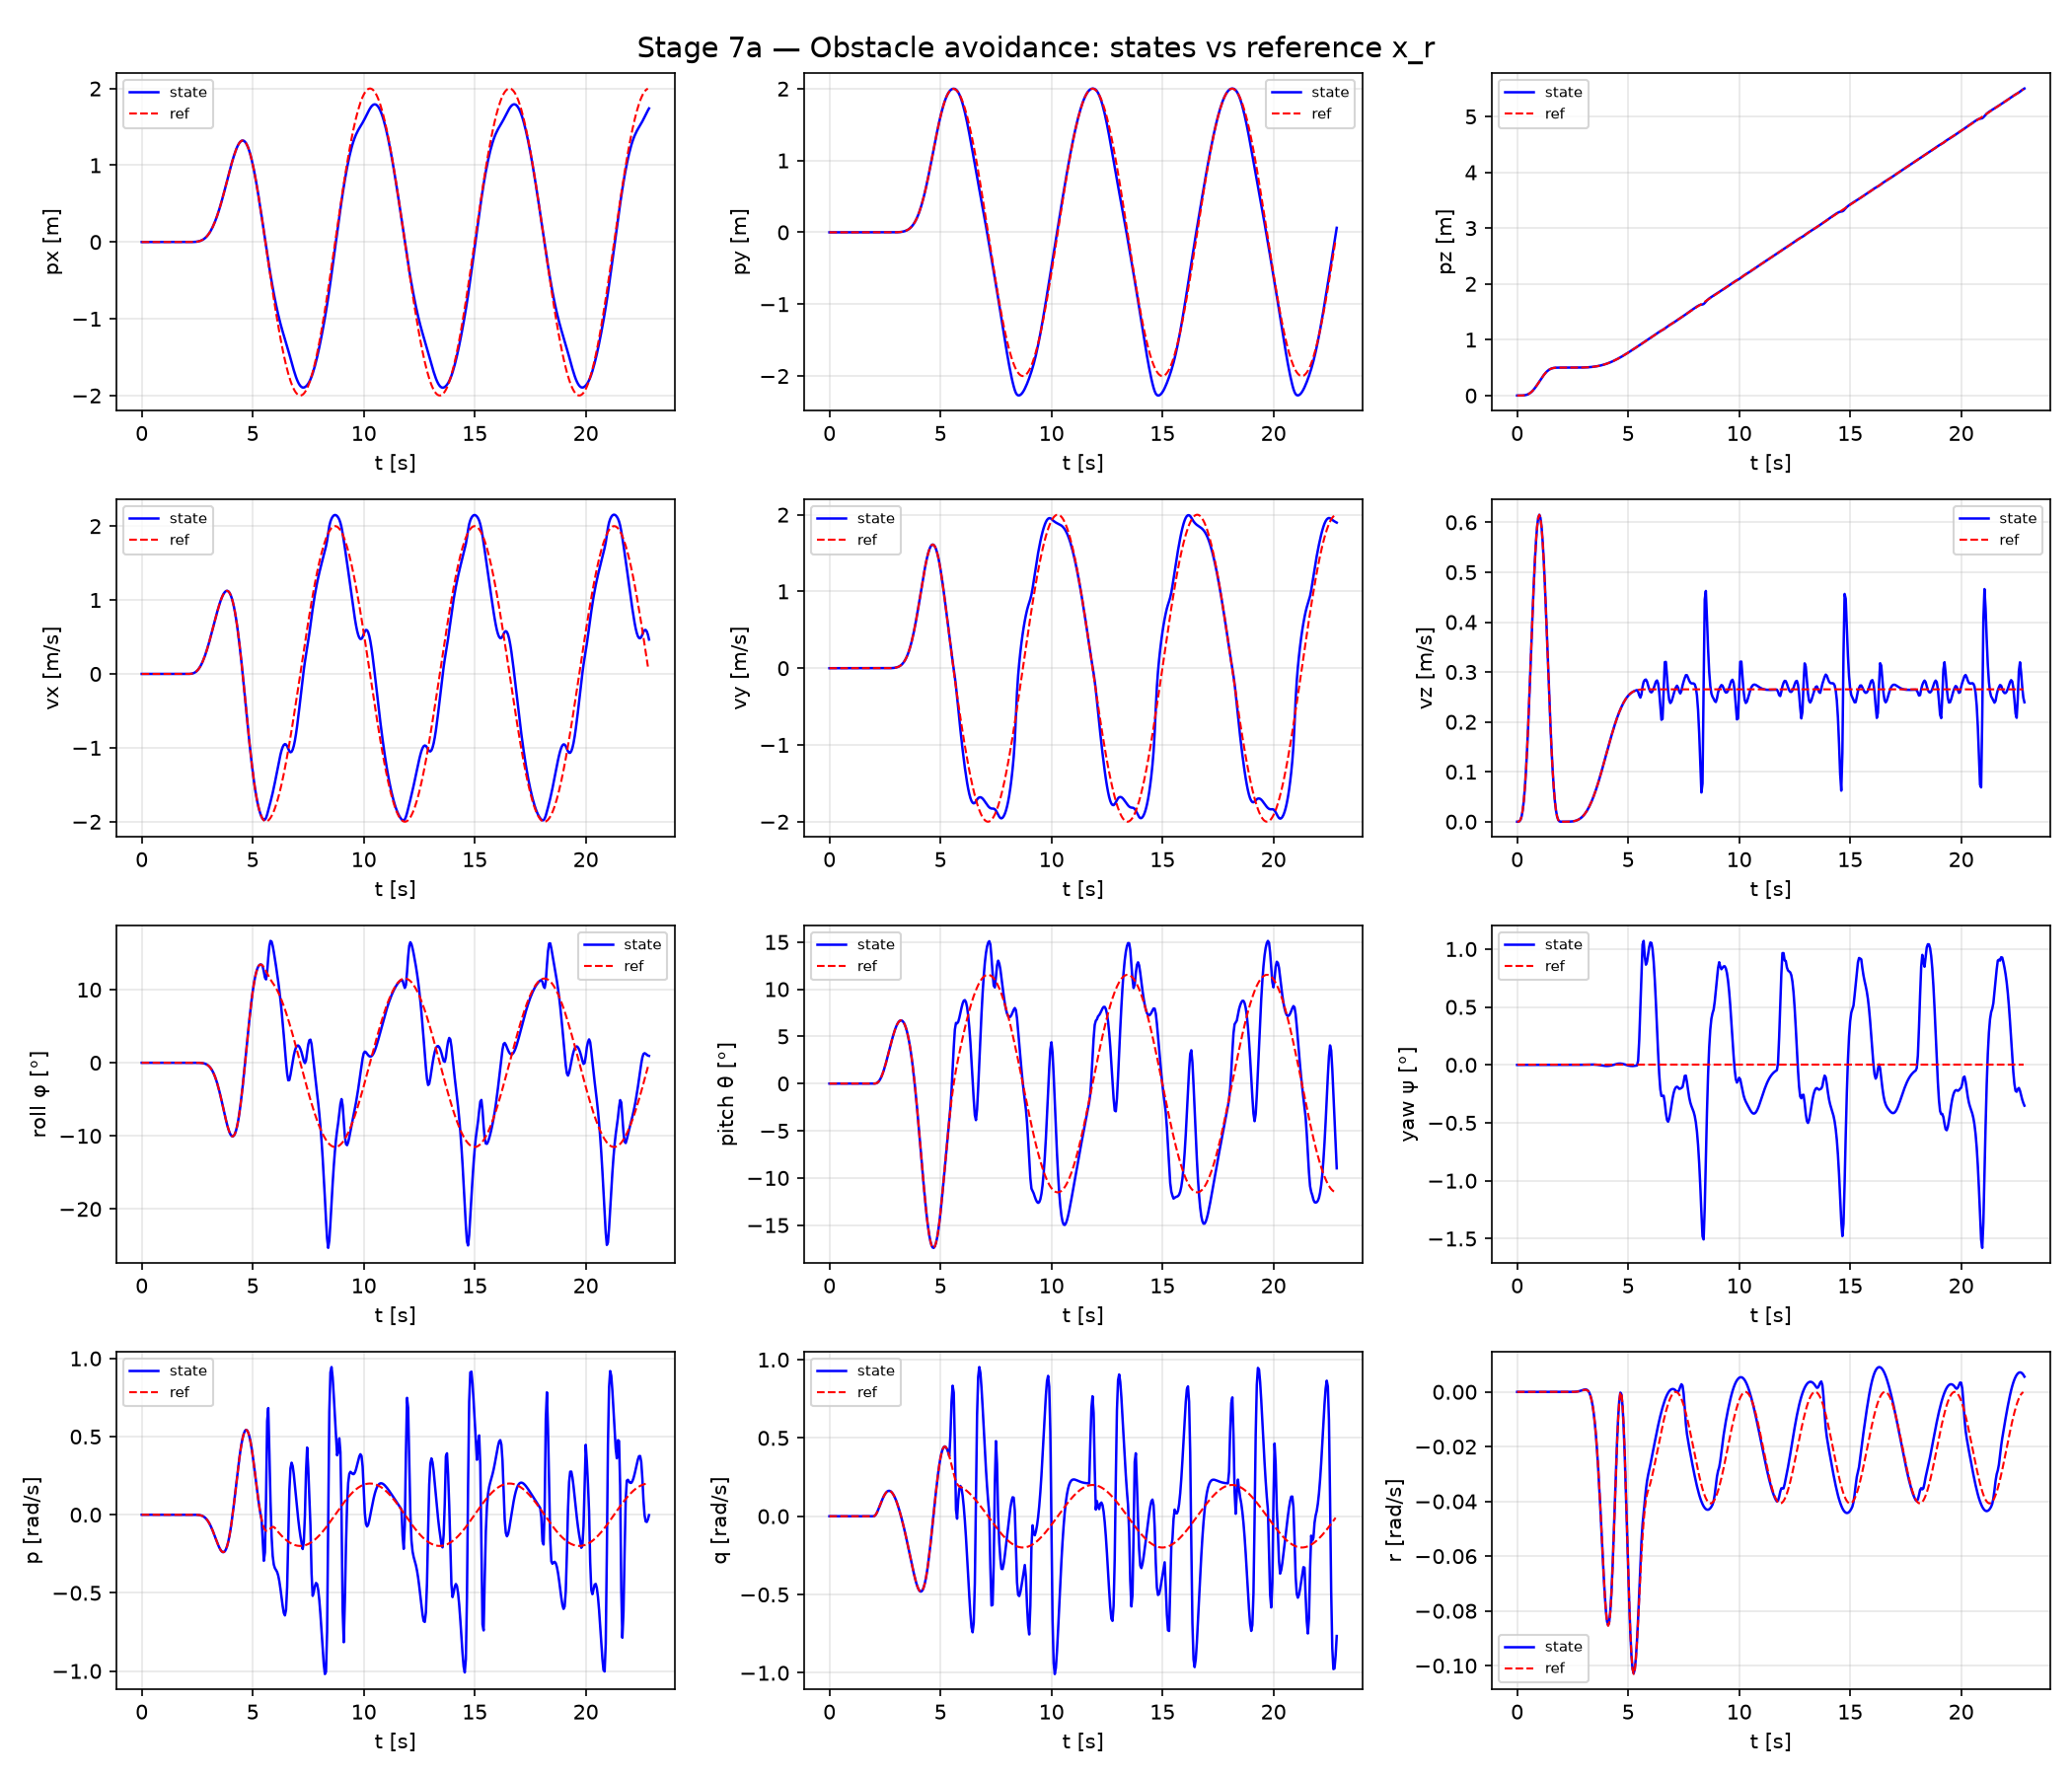 Stage 7a — Obstacle avoidance: states vs reference x_r
px [m]
2
1
0
−1
−2
0 5 10 15 20
t [s]
state
ref
py [m]
2
1
0
−1
−2
0 5 10 15 20
t [s]
state
ref
pz [m]
5
4
3
2
1
0
0 5 10 15 20
t [s]
state
ref
vx [m/s]
2
1
0
−1
−2
0 5 10 15 20
t [s]
state
ref
vy [m/s]
2
1
0
−1
−2
0 5 10 15 20
t [s]
state
ref
vz [m/s]
0.6
0.5
0.4
0.3
0.2
0.1
0.0
0 5 10 15 20
t [s]
state
ref
roll φ [°]
10
0
−10
−20
0 5 10 15 20
t [s]
state
ref
pitch θ [°]
15
10
5
0
−5
−10
−15
0 5 10 15 20
t [s]
state
ref
yaw ψ [°]
1.0
0.5
0.0
−0.5
−1.0
−1.5
0 5 10 15 20
t [s]
state
ref
p [rad/s]
1.0
0.5
0.0
−0.5
−1.0
0 5 10 15 20
t [s]
state
ref
q [rad/s]
1.0
0.5
0.0
−0.5
−1.0
0 5 10 15 20
t [s]
state
ref
r [rad/s]
0.00
−0.02
−0.04
−0.06
−0.08
−0.10
0 5 10 15 20
t [s]
state
ref